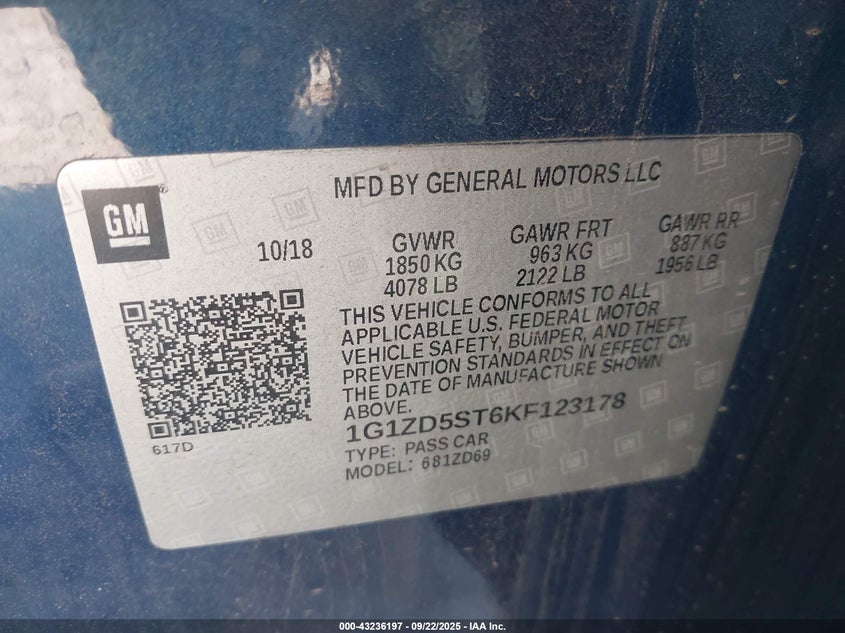 MFD BY GENERAL MOTORS LLC
GM
10/18
GVWR
1850 KG
4078 LB
GAWR FRT
963 KG
2122 LB
GAWR RR
887 KG
1956 LB
THIS VEHICLE CONFORMS TO ALL
APPLICABLE U.S. FEDERAL MOTOR
VEHICLE SAFETY, BUMPER, AND THEFT
PREVENTION STANDARDS IN EFFECT ON
THE DATE OF MANUFACTURE SHOWN
ABOVE.
1G1ZD5ST6KF123178
TYPE: PASS CAR
MODEL: 681ZD69
617D
000-43236197 - 09/22/2025 - IAA Inc.